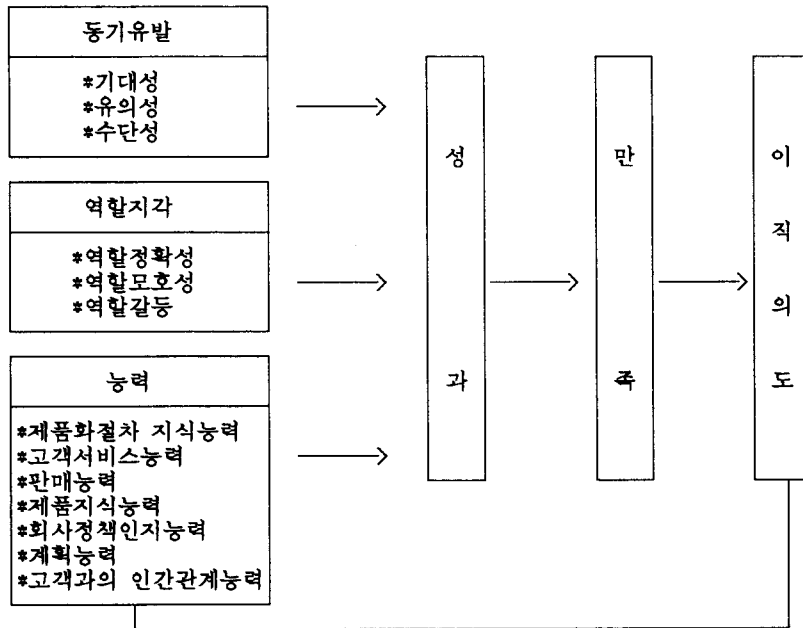 동기유발
*기대성
*유의성
*수단성
역할지각
*역할정확성
*역할모호성
*역할갈등
능력
*제품화절차 지식능력
*고객서비스능력
*판매능력
*제품지식능력
*회사정책인지능력
*계획능력
*고객과의 인간관계능력
성과
만족
이직의도